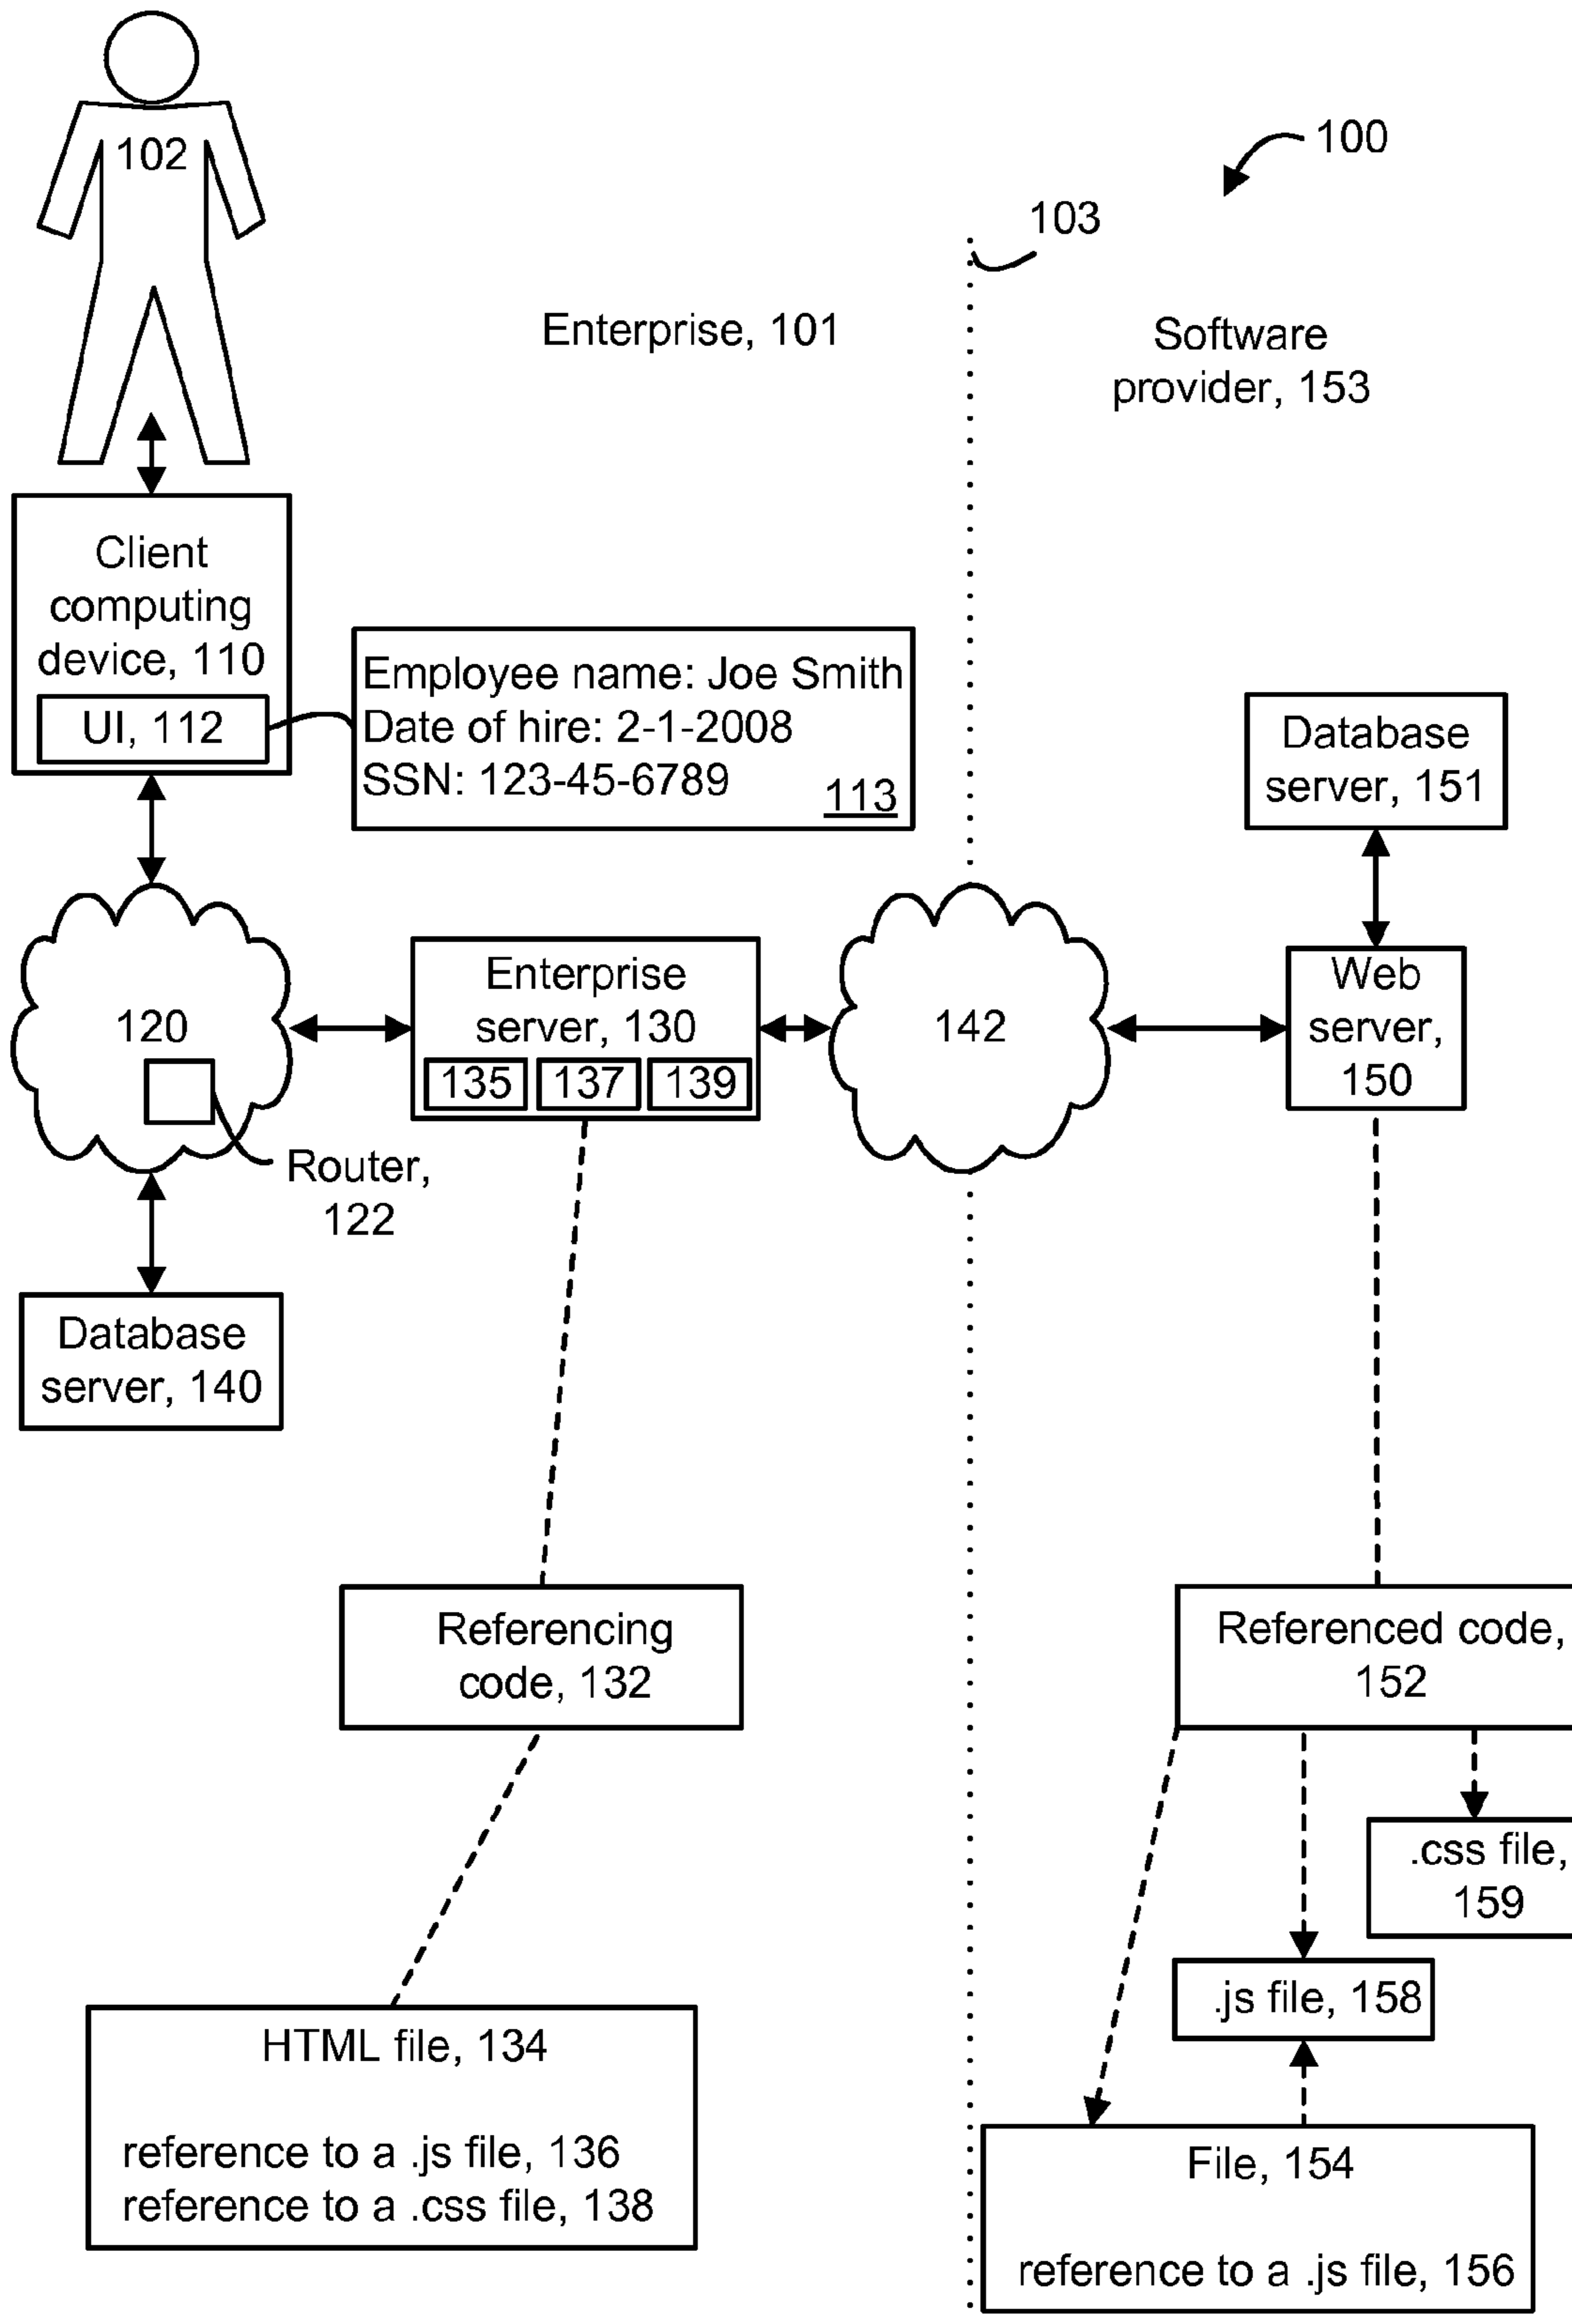 102
100
103
Enterprise, 101
Software
provider, 153
Client
computing
device, 110
UI, 112
Employee name: Joe Smith
Date of hire: 2-1-2008
SSN: 123-45-6789
113
Database
server, 151
120
Enterprise
server, 130
135 137 139
142
Web
server,
150
Router,
122
Database
server, 140
Referencing
code, 132
Referenced code,
152
.css file,
159
.js file, 158
HTML file, 134
reference to a .js file, 136
reference to a .css file, 138
File, 154
reference to a .js file, 156